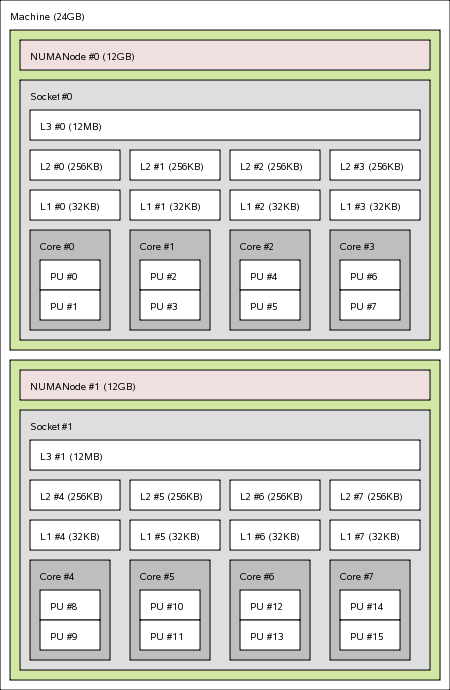 Machine (24GB)
NUMANode #0 (12GB)
Socket #0
L3 #0 (12MB)
L2 #0 (256KB) L2 #1 (256KB) L2 #2 (256KB) L2 #3 (256KB)
L1 #0 (32KB) L1 #1 (32KB) L1 #2 (32KB) L1 #3 (32KB)
Core #0 Core #1 Core #2 Core #3
PU #0 PU #2 PU #4 PU #6
PU #1 PU #3 PU #5 PU #7
NUMANode #1 (12GB)
Socket #1
L3 #1 (12MB)
L2 #4 (256KB) L2 #5 (256KB) L2 #6 (256KB) L2 #7 (256KB)
L1 #4 (32KB) L1 #5 (32KB) L1 #6 (32KB) L1 #7 (32KB)
Core #4 Core #5 Core #6 Core #7
PU #8 PU #10 PU #12 PU #14
PU #9 PU #11 PU #13 PU #15